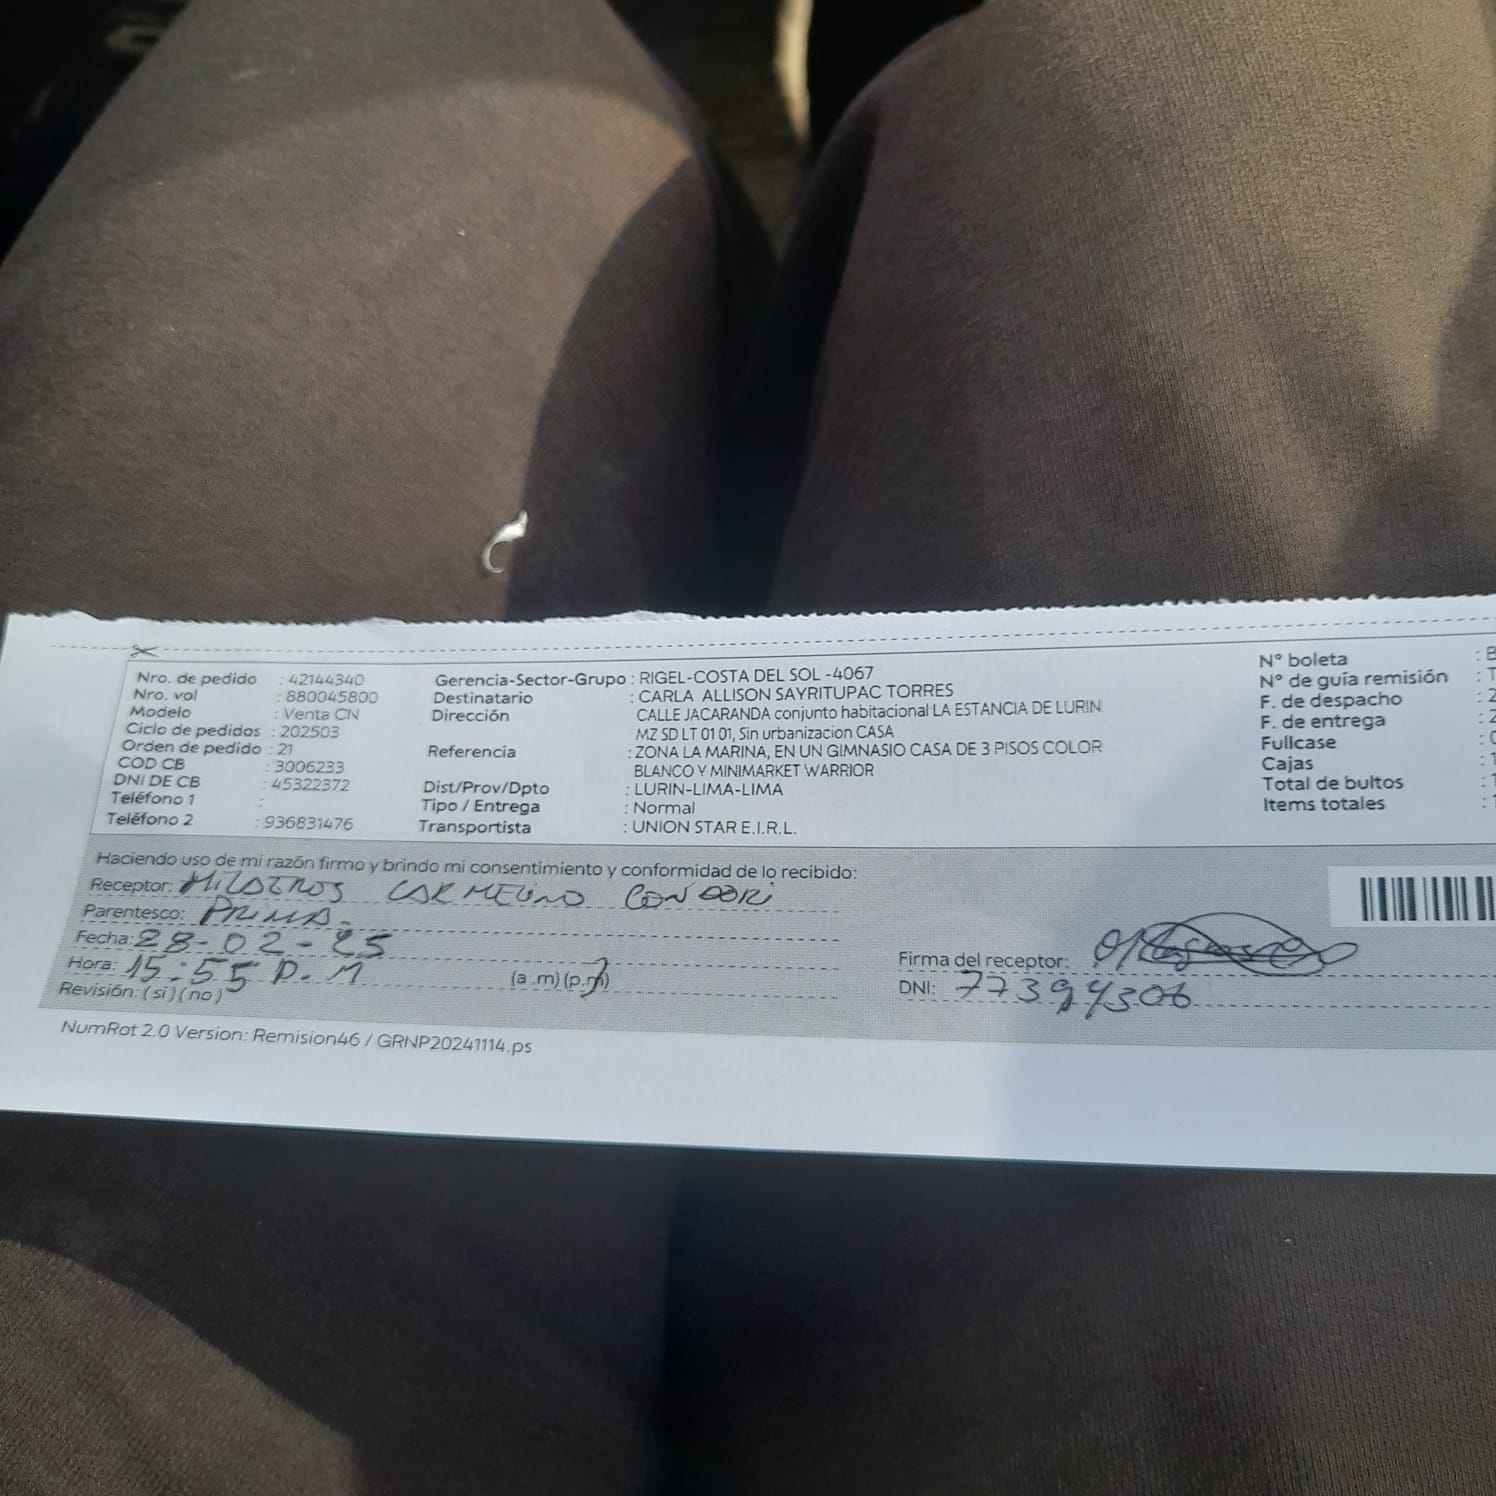 Nro. de pedido : 42144340
Nro. vol : 880045800
Modelo : Venta CN
Ciclo de pedidos : 202503
Orden de pedido : 21
COD CB : 3006233
DNI DE CB : 45322372
Teléfono 1 :
Teléfono 2 : 936831476
Gerencia-Sector-Grupo : RIGEL-COSTA DEL SOL -4067
Destinatario : CARLA ALLISON SAYRITUPAC TORRES
Dirección CALLE JACARANDA conjunto habitacional LA ESTANCIA DE LURIN
MZ SD LT 01 01, Sin urbanizacion CASA
Referencia : ZONA LA MARINA, EN UN GIMNASIO CASA DE 3 PISOS COLOR
BLANCO Y MINIMARKET WARRIOR
Dist/Prov/Dpto : LURIN-LIMA-LIMA
Tipo / Entrega : Normal
Transportista : UNION STAR E.I.R.L.
N° boleta : B
N° de guía remisión : T
F. de despacho : 2
F. de entrega : 2
Fullcase :
Cajas : 1
Total de bultos : 1
Items totales : 1
Haciendo uso de mi razón firmo y brindo mi consentimiento y conformidad de lo recibido:
Receptor: MILAGROS CONDORI
Parentesco: PRIMA-
Fecha: 28-02-25
Hora: 15:55 P.M (a .m) (p.m)
Revisión: (si) (no)
Firma del receptor:
DNI: 77394306
NumRot 2.0 Version: Remision46 / GRNP20241114.ps